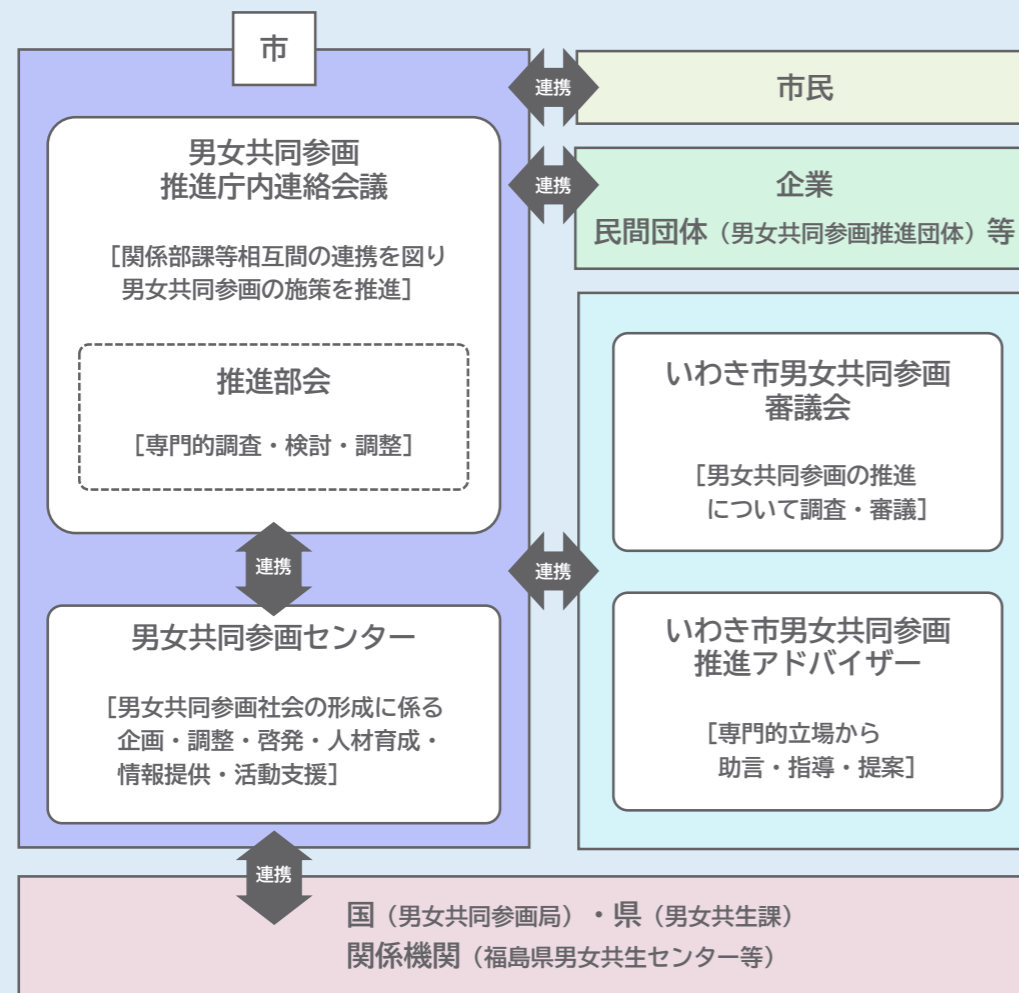 市
男女共同参画
推進庁内連絡会議
［関係部課等相互間の連携を図り
男女共同参画の施策を推進］
推進部会
［専門的調査・検討・調整］
連携
男女共同参画センター
［男女共同参画社会の形成に係る
企画・調整・啓発・人材育成・
情報提供・活動支援］
連携
市民
連携
企業
民間団体（男女共同参画推進団体）等
連携
いわき市男女共同参画
審議会
［男女共同参画の推進
について調査・審議］
いわき市男女共同参画
推進アドバイザー
［専門的立場から
助言・指導・提案］
連携
国（男女共同参画局）・県（男女共生課）
関係機関（福島県男女共生センター等）